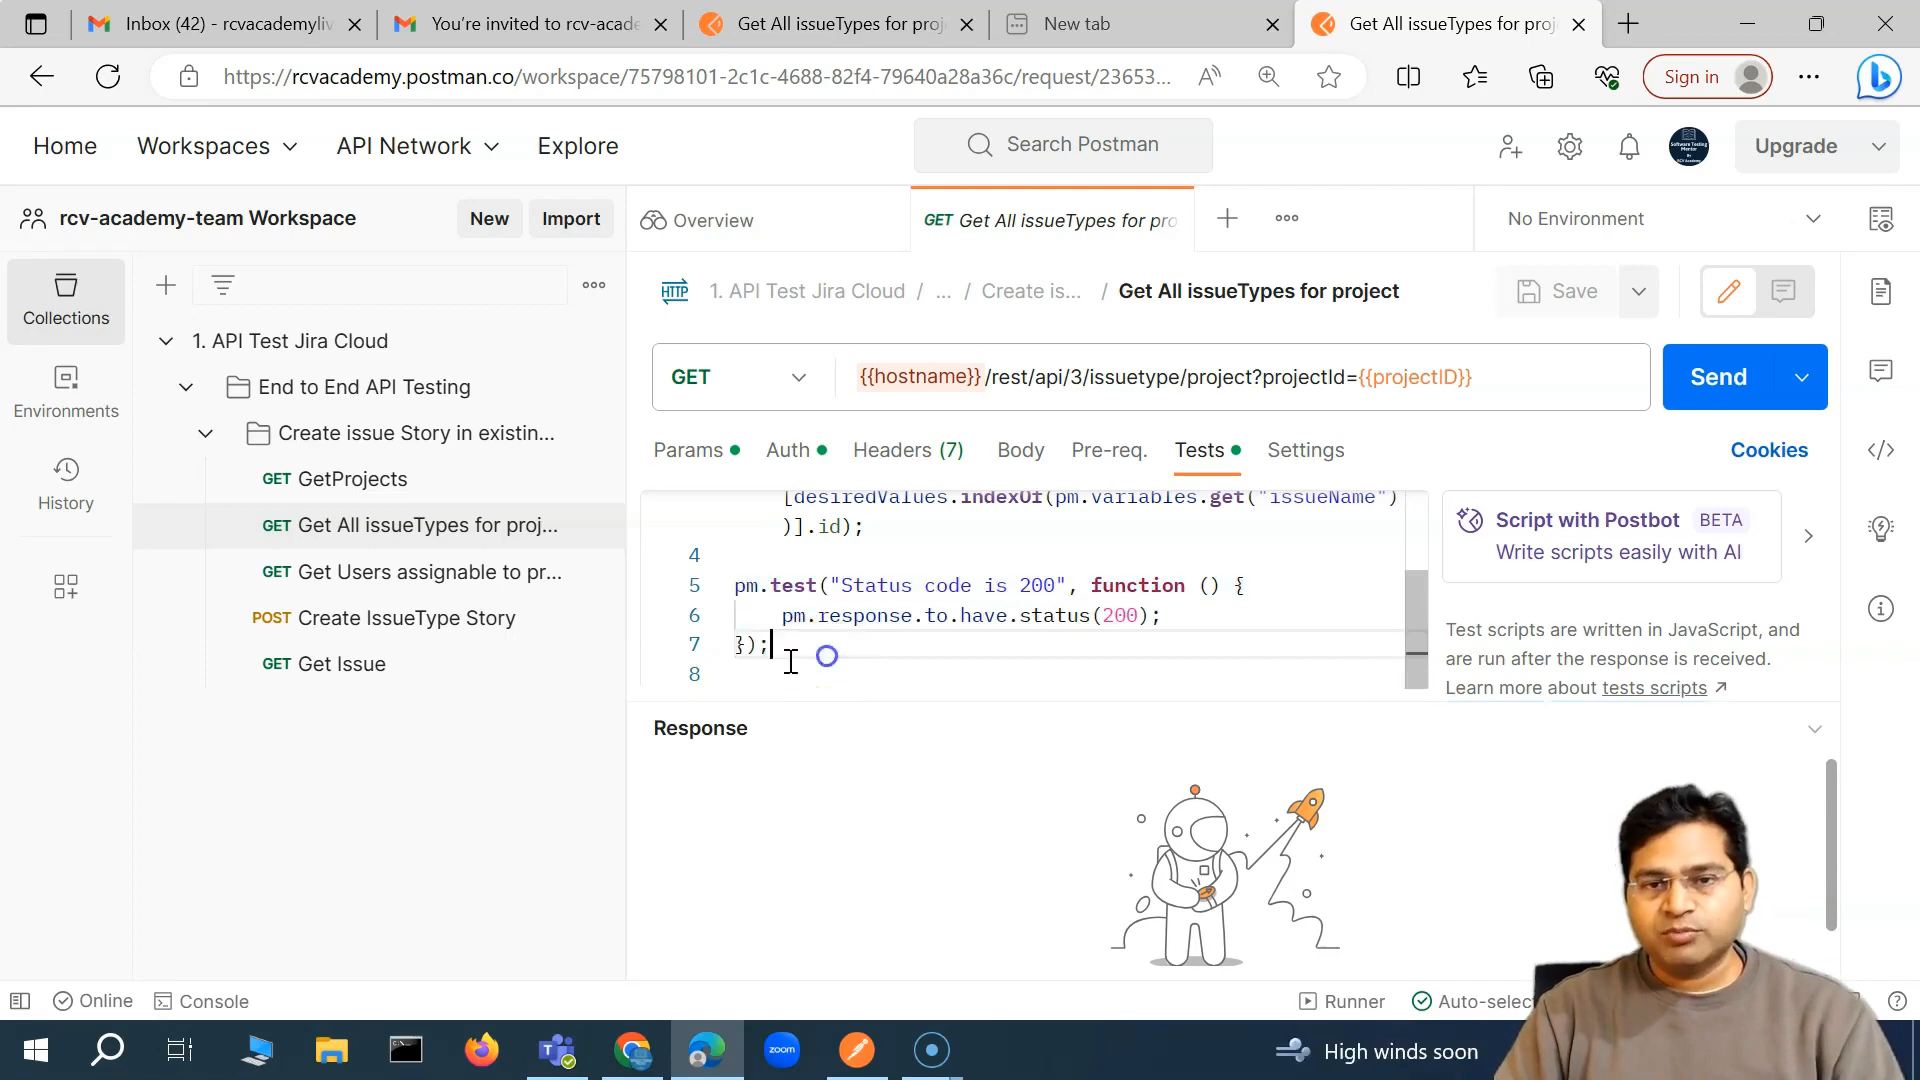 Inbox (42) - rcvacademyliv
You're invited to rcv-acade
Get All issueTypes for proj
New tab
Get All issueTypes for proj
https://rcvacademy.postman.co/workspace/75798101-2c1c-4688-82f4-79640a28a36c/request/23653...
Sign in
Home
Workspaces
API Network
Explore
Search Postman
Upgrade
rcv-academy-team Workspace
New
Import
Overview
GET Get All issueTypes for pro
No Environment
Collections
Environments
History
1. API Test Jira Cloud
End to End API Testing
Create issue Story in existin...
GET GetProjects
GET Get All issueTypes for proj...
GET Get Users assignable to pr...
POST Create IssueType Story
GET Get Issue
HTTP 1. API Test Jira Cloud / ... / Create is... / Get All issueTypes for project
Save
GET
{{hostname}}/rest/api/3/issuetype/project?projectId={{projectID}}
Send
Params
Auth
Headers (7)
Body
Pre-req.
Tests
Settings
Cookies
[desiredValues.indexOf(pm.variables.get("issueName")
)].id);
4
5 pm.test("Status code is 200", function () {
6 pm.response.to.have.status(200);
7 });
8
Script with Postbot BETA
Write scripts easily with AI
Test scripts are written in JavaScript, and
are run after the response is received.
Learn more about tests scripts
Response
Online
Console
Runner
Auto-select
zoom
High winds soon